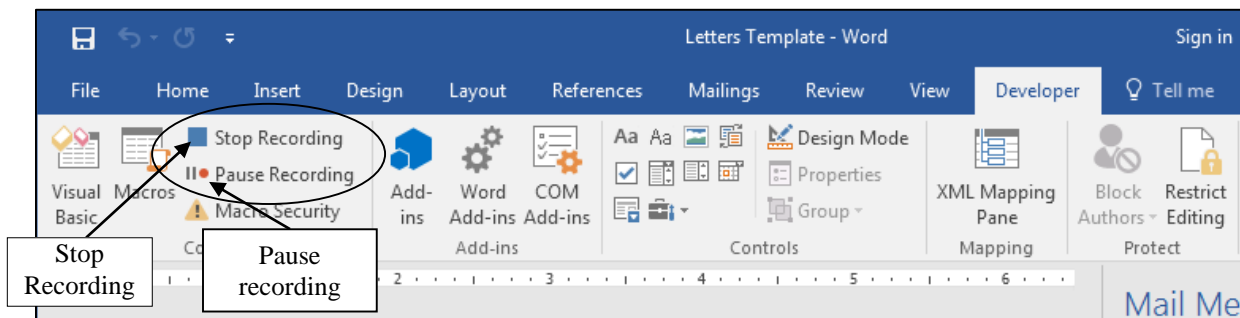 Letters Template - Word
Sign in
File
Home
Insert
Design
Layout
References
Mailings
Review
View
Developer
Tell me
Visual
Basic
Macros
Stop Recording
Pause Recording
Macro Security
Add-
ins
Word
Add-ins
COM
Add-ins
Aa Aa
Design Mode
Properties
Group
XML Mapping
Pane
Block
Authors
Restrict
Editing
Add-ins
Controls
Mapping
Protect
Stop
Recording
Pause
recording
2 3 4 5 6
Mail Me